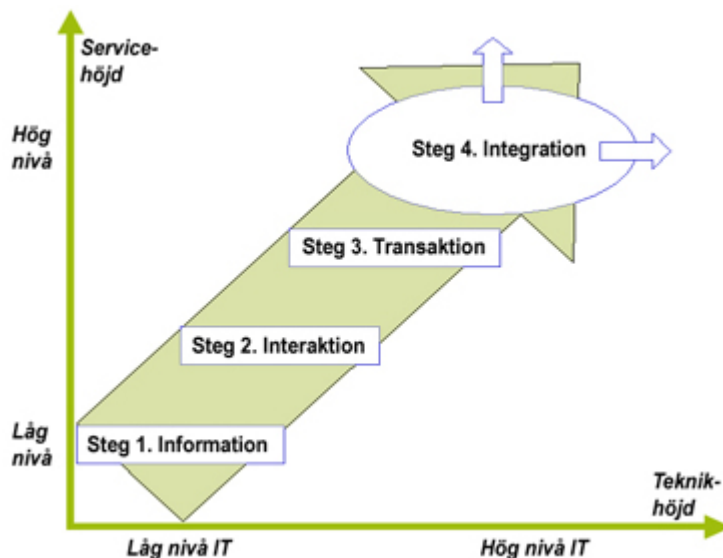 Service-
höjd
Hög
nivå
Steg 4. Integration
Steg 3. Transaktion
Steg 2. Interaktion
Låg
nivå
Steg 1. Information
Teknik-
höjd
Låg nivå IT
Hög nivå IT